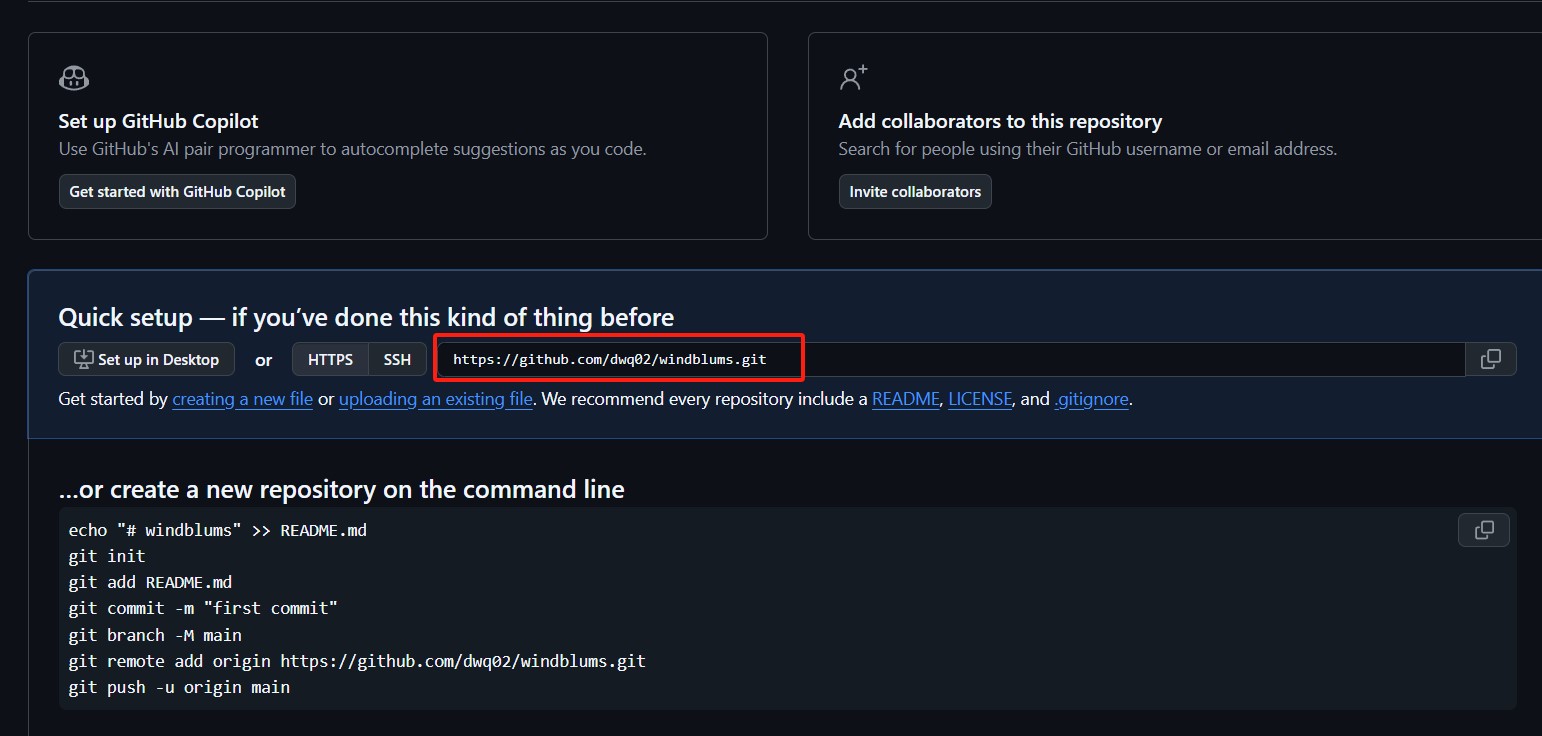 Set up GitHub Copilot
Use GitHub's AI pair programmer to autocomplete suggestions as you code.
Get started with GitHub Copilot
Add collaborators to this repository
Search for people using their GitHub username or email address.
Invite collaborators
Quick setup — if you’ve done this kind of thing before
Set up in Desktop or HTTPS SSH https://github.com/dwq02/windblums.git
Get started by creating a new file or uploading an existing file. We recommend every repository include a README, LICENSE, and .gitignore.
…or create a new repository on the command line
echo "# windblums" >> README.md
git init
git add README.md
git commit -m "first commit"
git branch -M main
git remote add origin https://github.com/dwq02/windblums.git
git push -u origin main